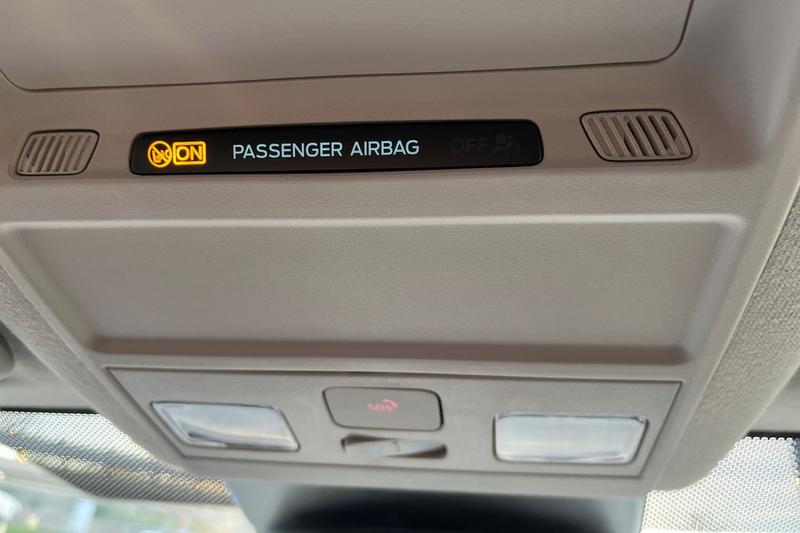 ON PASSENGER AIRBAG OFF
SOS